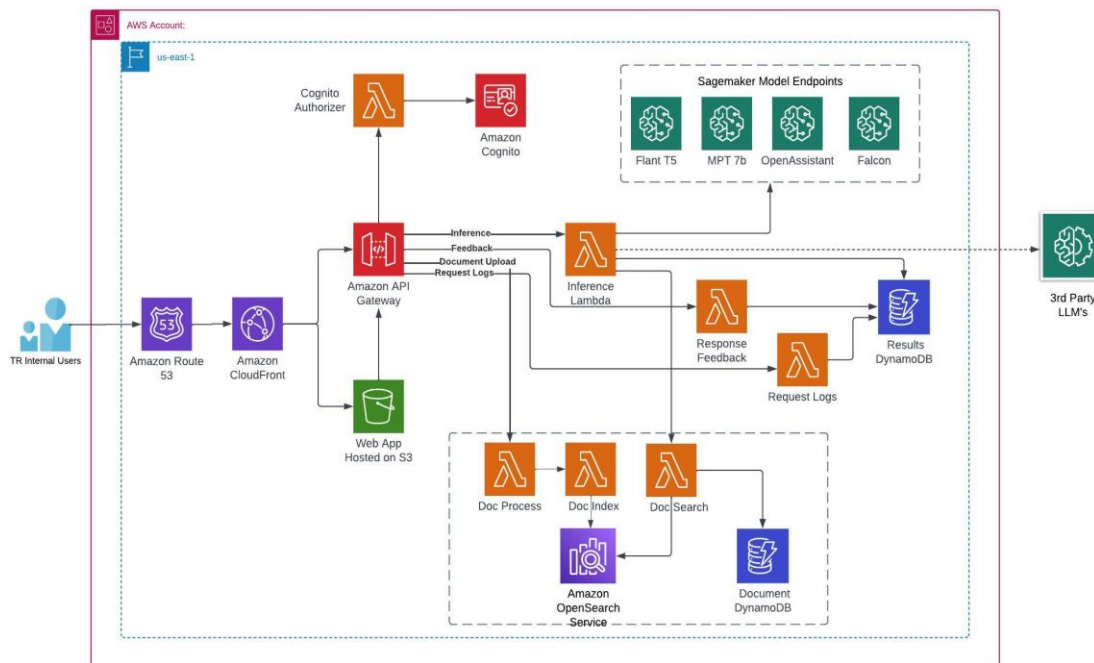 AWS Account:
us-east-1
Sagemaker Model Endpoints
Flant T5
MPT 7b
OpenAssistant
Falcon
Cognito
Authorizer
Amazon
Cognito
Inference
Feedback
Document Upload
Request Logs
Amazon API
Gateway
Inference
Lambda
3rd Party
LLM's
TR Internal Users
53
Amazon Route
53
Amazon
CloudFront
Response
Feedback
Results
DynamoDB
Request Logs
Web App
Hosted on S3
Doc Process
Doc Index
Doc Search
Amazon
OpenSearch
Service
Document
DynamoDB